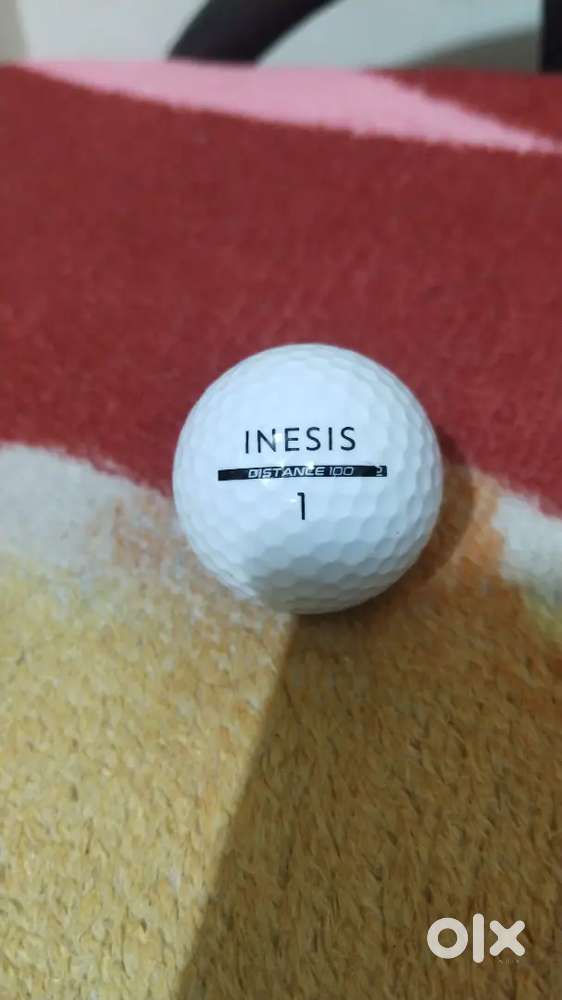 INESIS
DISTANCE 100
1
olx